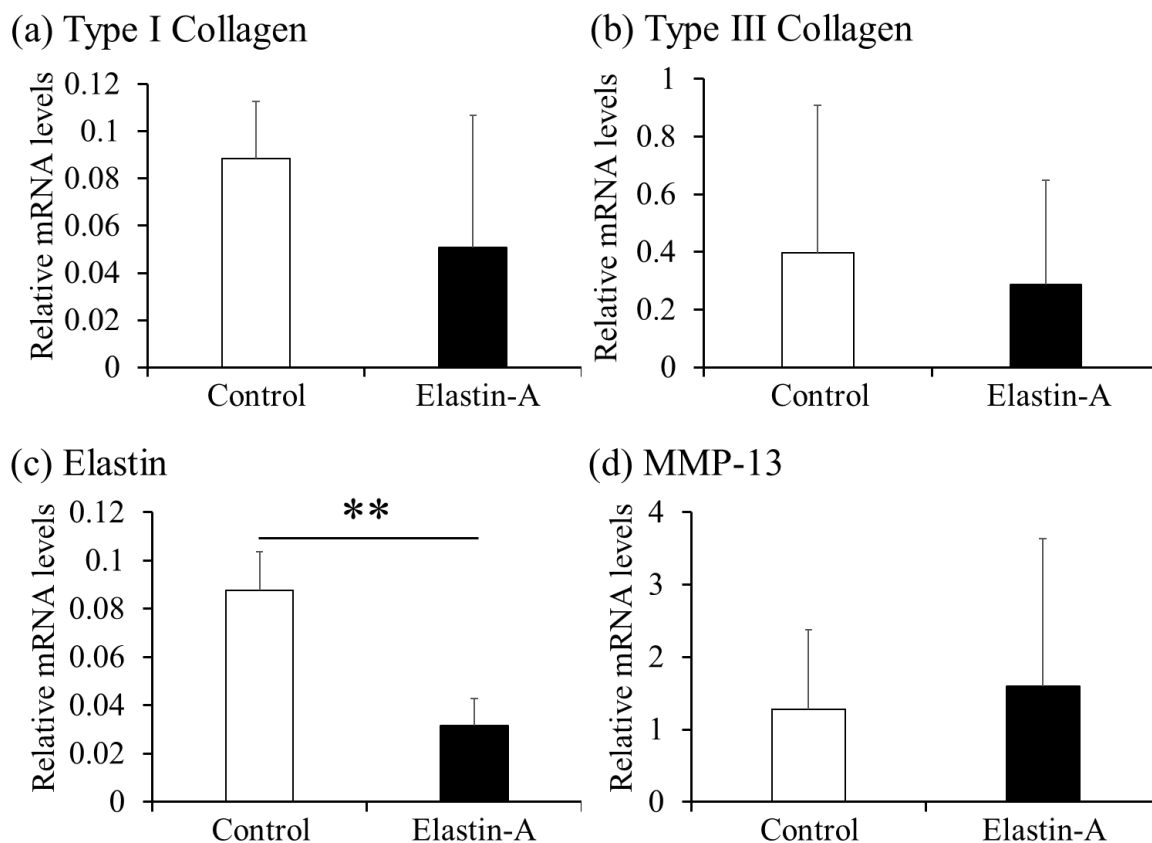 (a) Type I Collagen
Relative mRNA levels
0.12
0.1
0.08
0.06
0.04
0.02
0
Control
Elastin-A
(b) Type III Collagen
Relative mRNA levels
1
0.8
0.6
0.4
0.2
0
Control
Elastin-A
(c) Elastin
Relative mRNA levels
0.12
0.1
0.08
0.06
0.04
0.02
0
**
Control
Elastin-A
(d) MMP-13
Relative mRNA levels
4
3
2
1
0
Control
Elastin-A